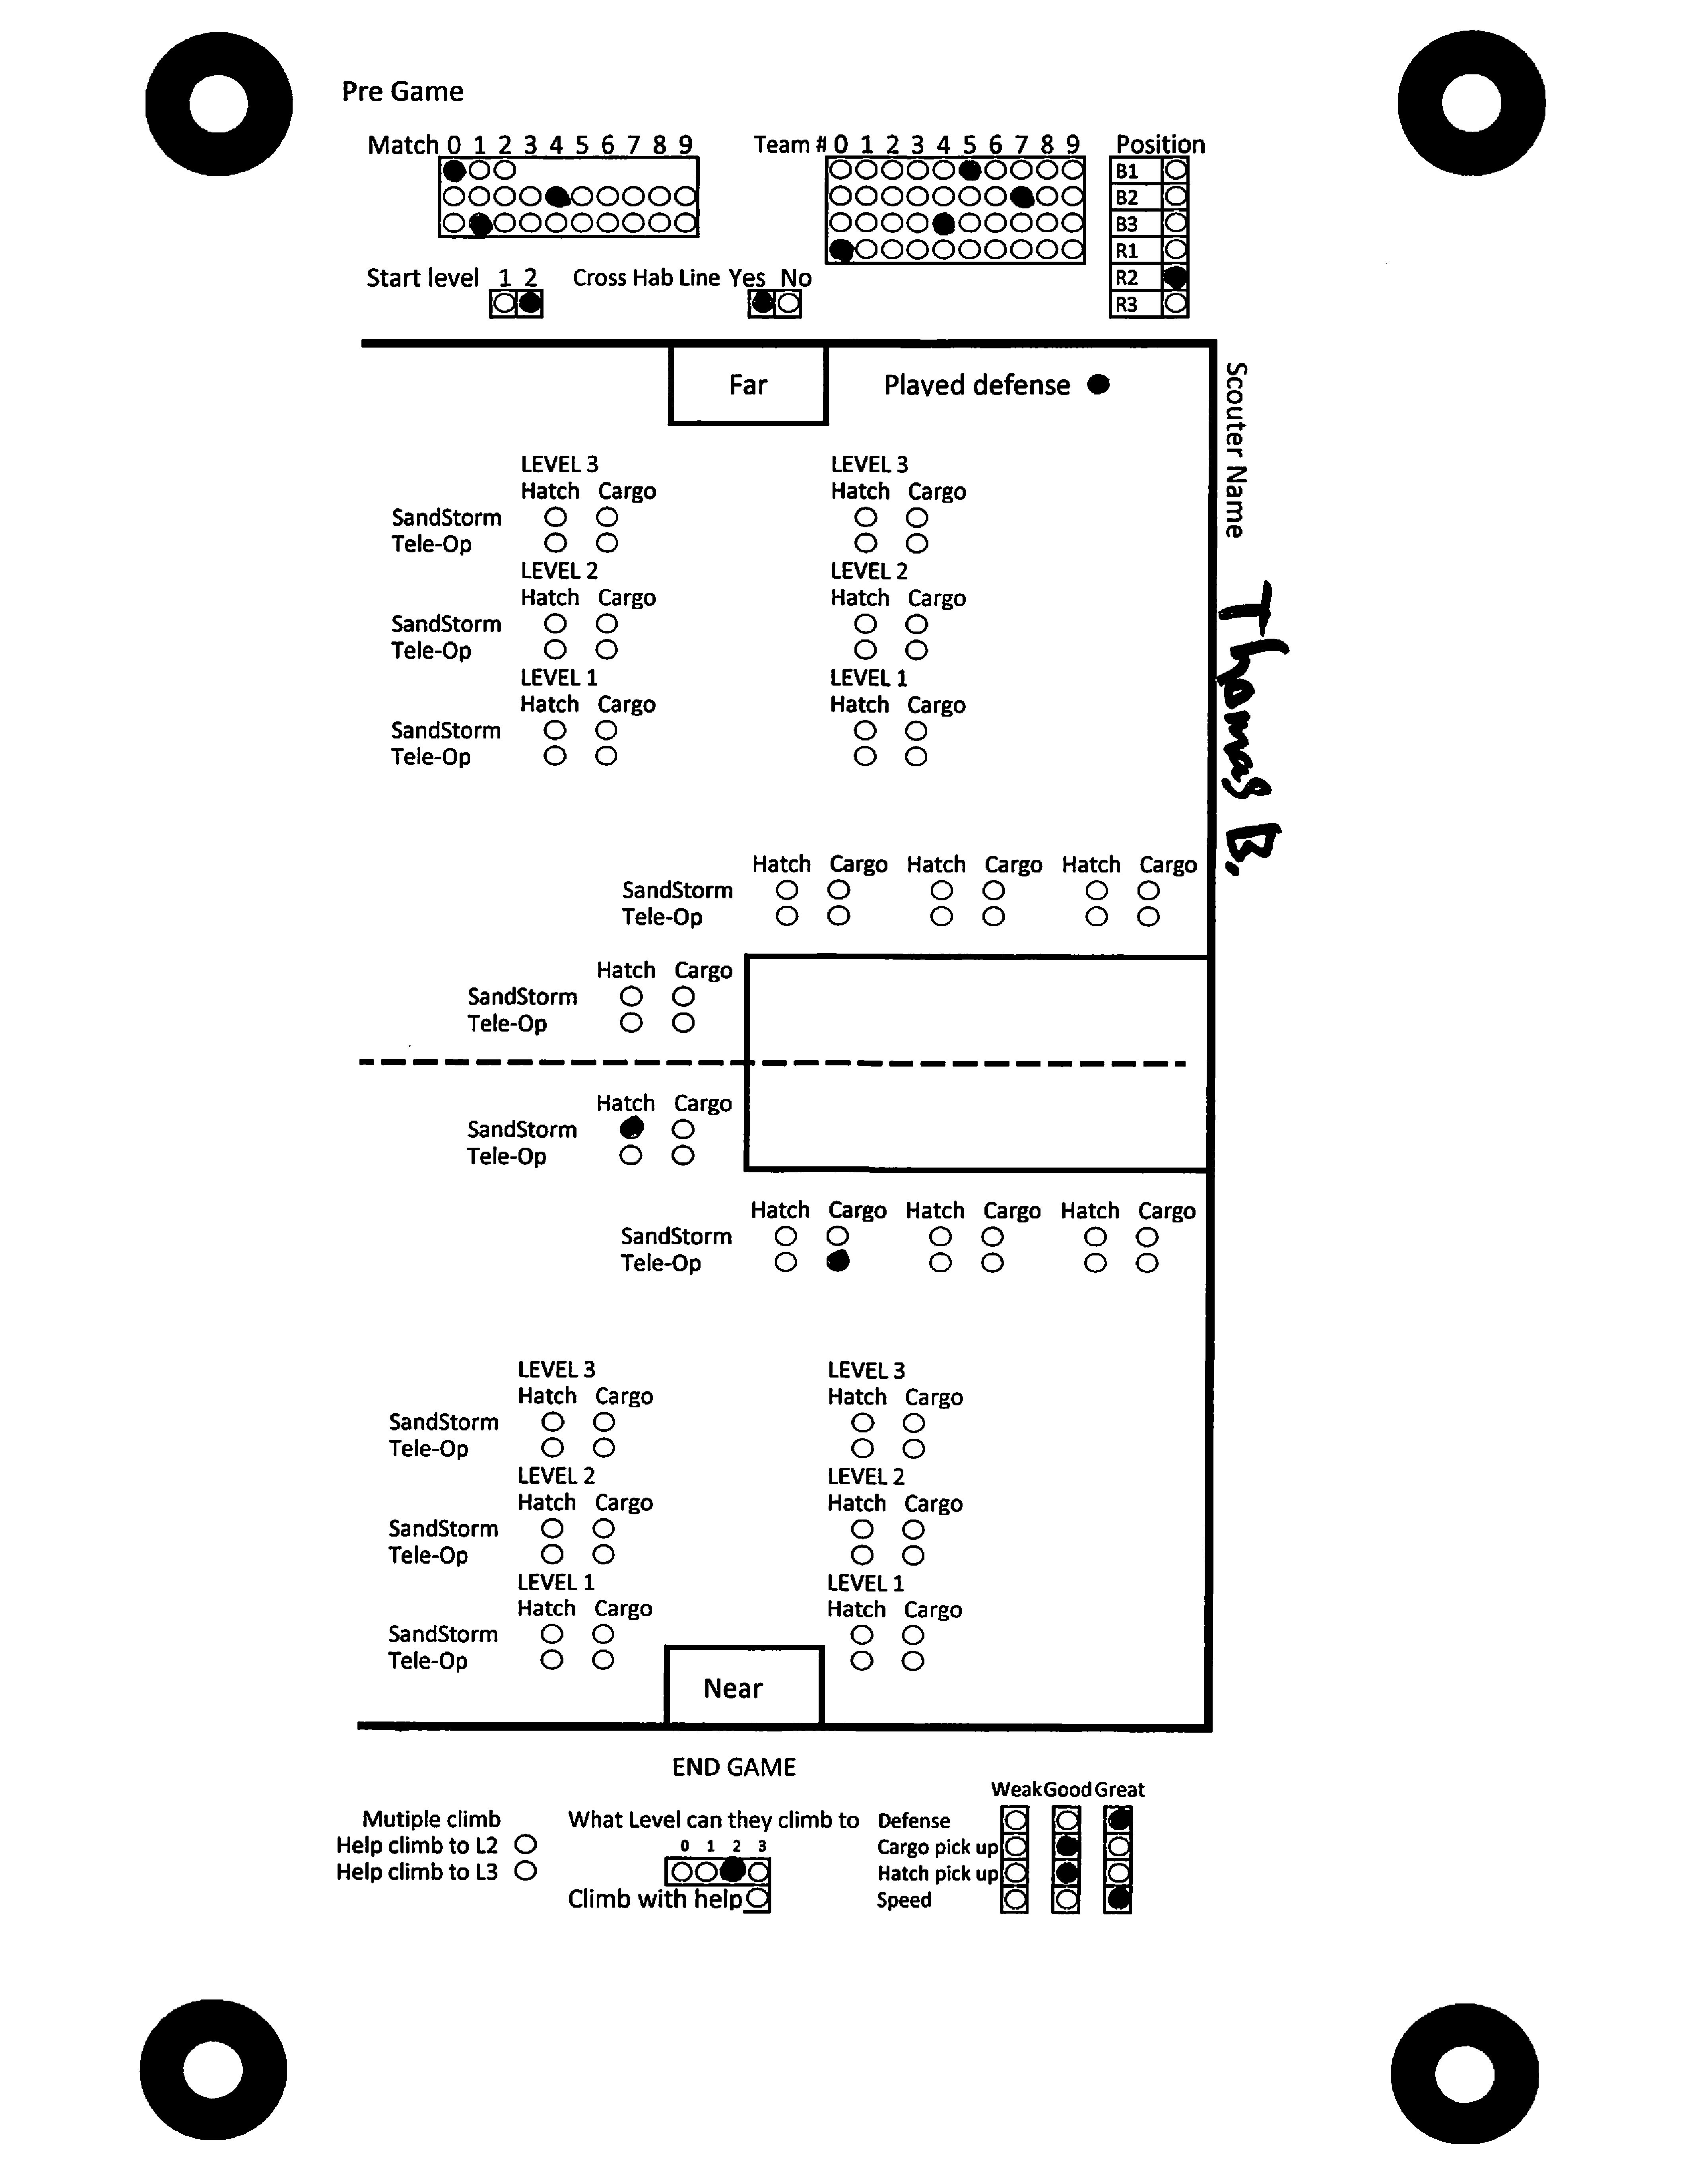 Pre Game
Match 0 1 2 3 4 5 6 7 8 9
Team # 0 1 2 3 4 5 6 7 8 9
Position
B1
B2
B3
R1
R2
R3
Start level 1 2
Cross Hab Line Yes No
Far
Played defense
Scouter Name Thomas B.
LEVEL 3 LEVEL 3
Hatch Cargo Hatch Cargo
SandStorm
Tele-Op
LEVEL 2 LEVEL 2
Hatch Cargo Hatch Cargo
SandStorm
Tele-Op
LEVEL 1 LEVEL 1
Hatch Cargo Hatch Cargo
SandStorm
Tele-Op
Hatch Cargo Hatch Cargo Hatch Cargo
SandStorm
Tele-Op
Hatch Cargo
SandStorm
Tele-Op
Hatch Cargo
SandStorm
Tele-Op
Hatch Cargo Hatch Cargo Hatch Cargo
SandStorm
Tele-Op
LEVEL 3 LEVEL 3
Hatch Cargo Hatch Cargo
SandStorm
Tele-Op
LEVEL 2 LEVEL 2
Hatch Cargo Hatch Cargo
SandStorm
Tele-Op
LEVEL 1 LEVEL 1
Hatch Cargo Hatch Cargo
SandStorm
Tele-Op
Near
END GAME
Mutiple climb
Help climb to L2
Help climb to L3
What Level can they climb to
0 1 2 3
Climb with help
Weak Good Great
Defense
Cargo pick up
Hatch pick up
Speed